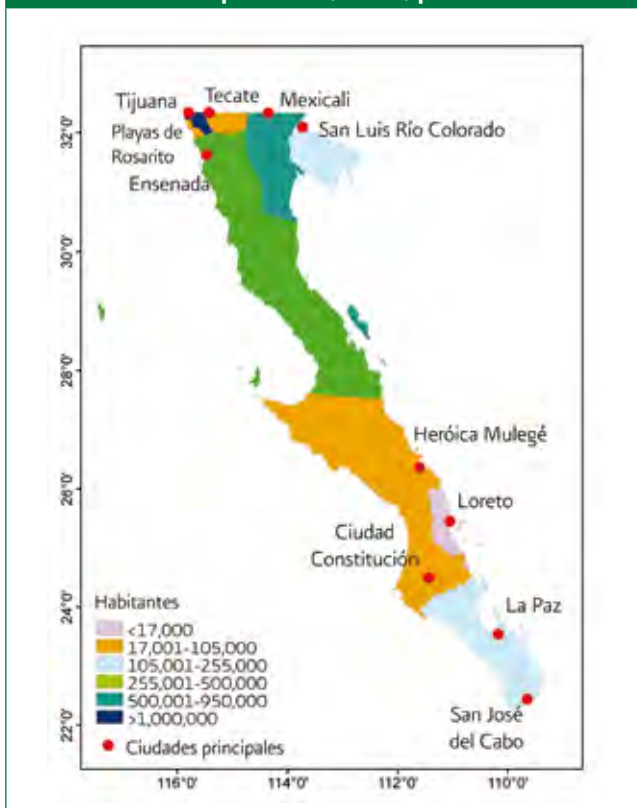 Tijuana
Tecate
Mexicali
Playas de
Rosarito
San Luis Río Colorado
Ensenada
32°0'
30°0'
28°0'
26°0'
24°0'
22°0'
Heróica Mulegé
Loreto
Ciudad
Constitución
La Paz
San José
del Cabo
Habitantes
<17,000
17,001-105,000
105,001-255,000
255,001-500,000
500,001-950,000
>1,000,000
Ciudades principales
116°0'
114°0'
112°0'
110°0'